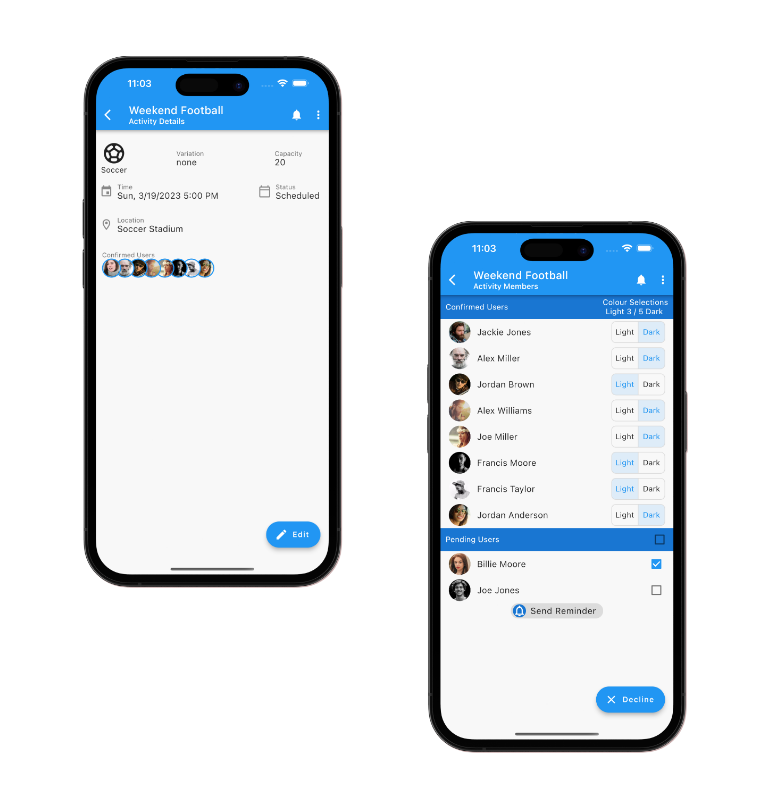 11:03
Weekend Football
Activity Details
Soccer
Variation
none
Capacity
20
Time
Sun, 3/19/2023 5:00 PM
Status
Scheduled
Location
Soccer Stadium
Confirmed Users
Edit
11:03
Weekend Football
Activity Members
Confirmed Users
Colour Selections
Light 3 / 5 Dark
Jackie Jones Light Dark
Alex Miller Light Dark
Jordan Brown Light Dark
Alex Williams Light Dark
Joe Miller Light Dark
Francis Moore Light Dark
Francis Taylor Light Dark
Jordan Anderson Light Dark
Pending Users
Billie Moore
Joe Jones
Send Reminder
Decline